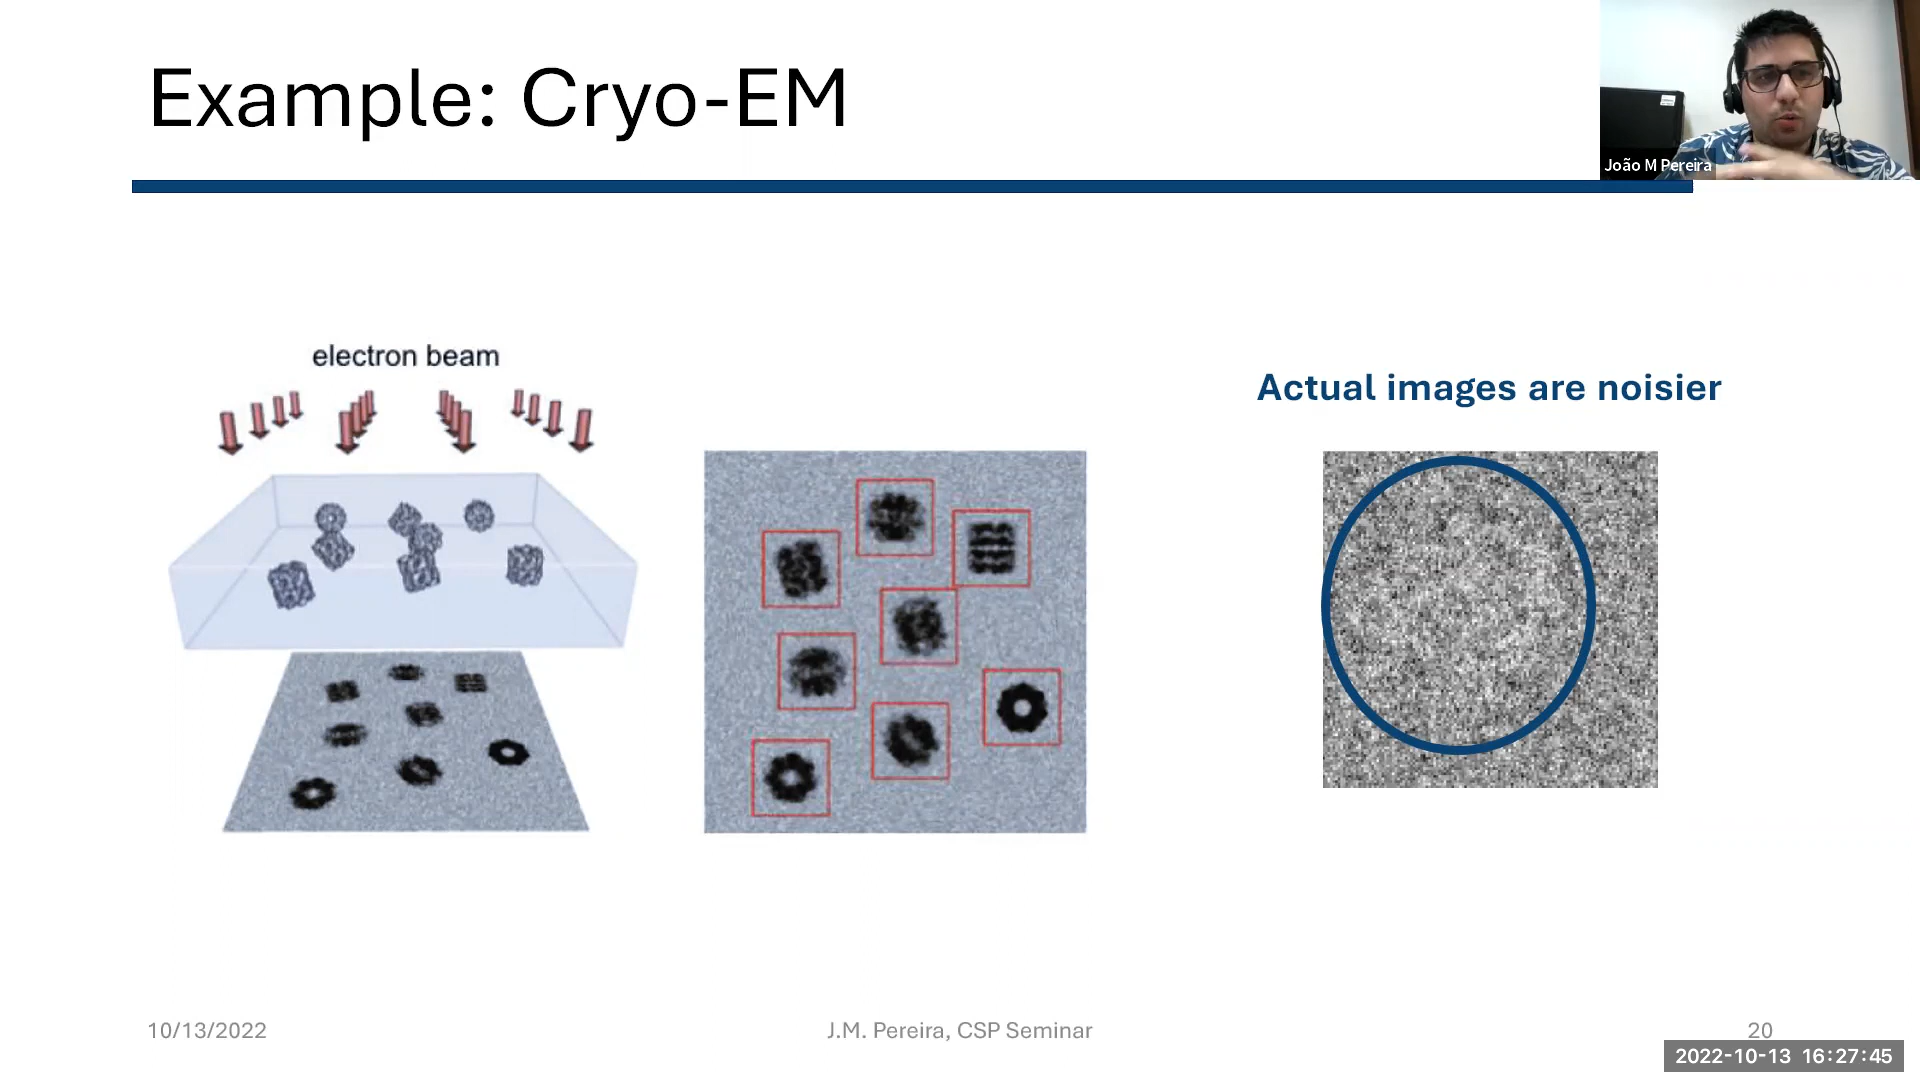 Example: Cryo-EM
João M Pereira
electron beam
Actual images are noisier
10/13/2022
J.M. Pereira, CSP Seminar
20
2022-10-13 16:27:45